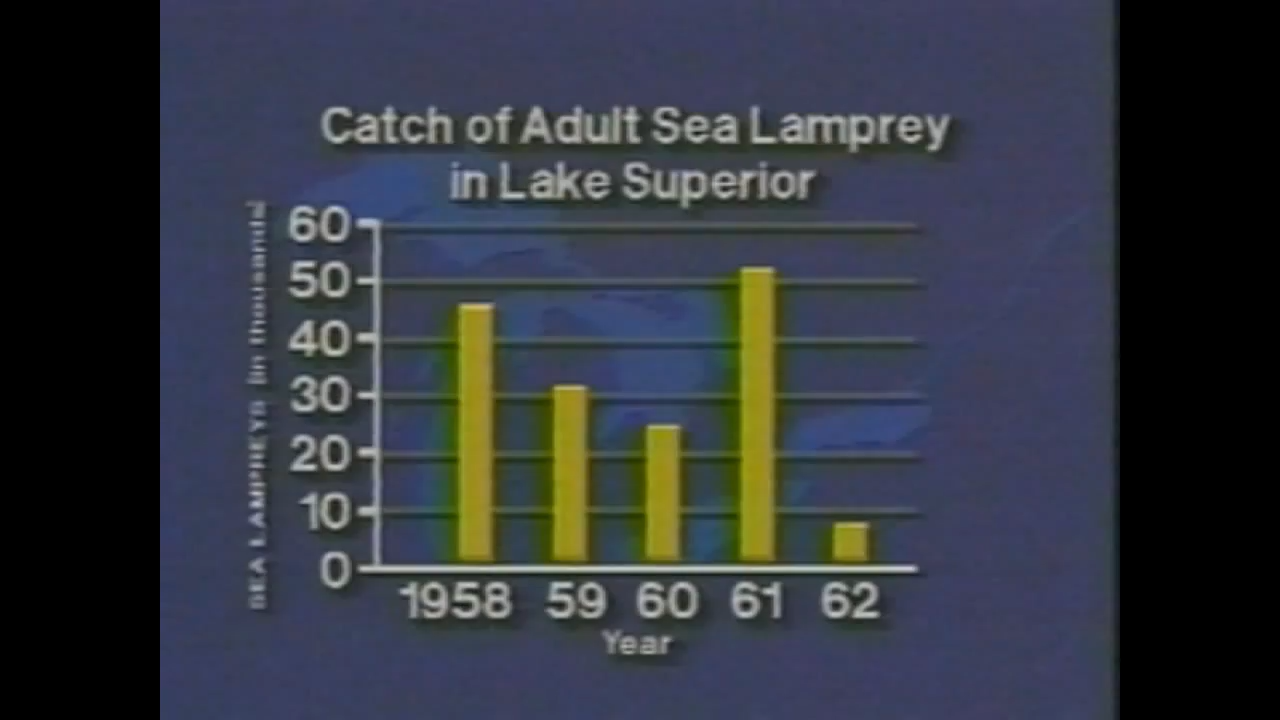 Catch of Adult Sea Lamprey
in Lake Superior
SEA LAMPREYS (in thousands)
60
50
40
30
20
10
0
1958 59 60 61 62
Year